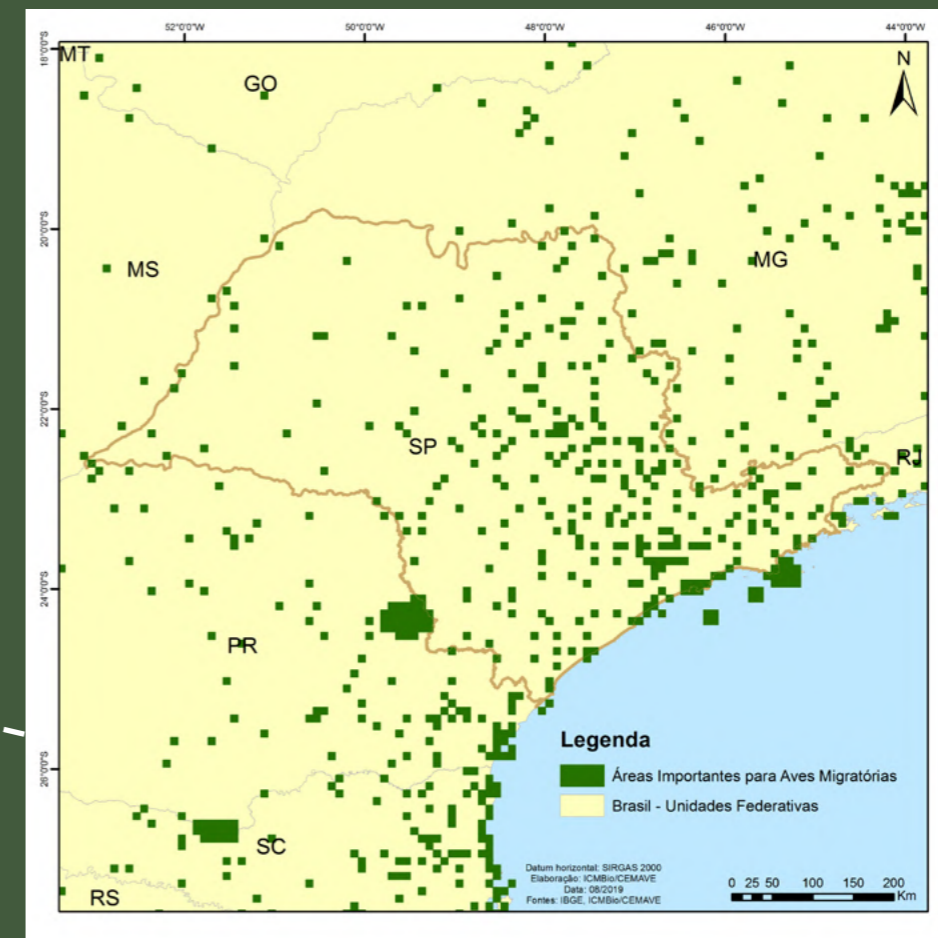 52°0'0"W 50°0'0"W 48°0'0"W 46°0'0"W 44°0'0"W
18°0'0"S
MT
GO
N
20°0'0"S
MS
MG
22°0'0"S
SP
RJ
24°0'0"S
PR
Legenda
Áreas Importantes para Aves Migratórias
26°0'0"S
Brasil - Unidades Federativas
SC
Datum horizontal: SIRGAS 2000
Elaboração: ICMBio/CEMAVE
Data: 08/2019
Fontes: IBGE, ICMBio/CEMAVE
0 25 50 100 150 200
Km
RS